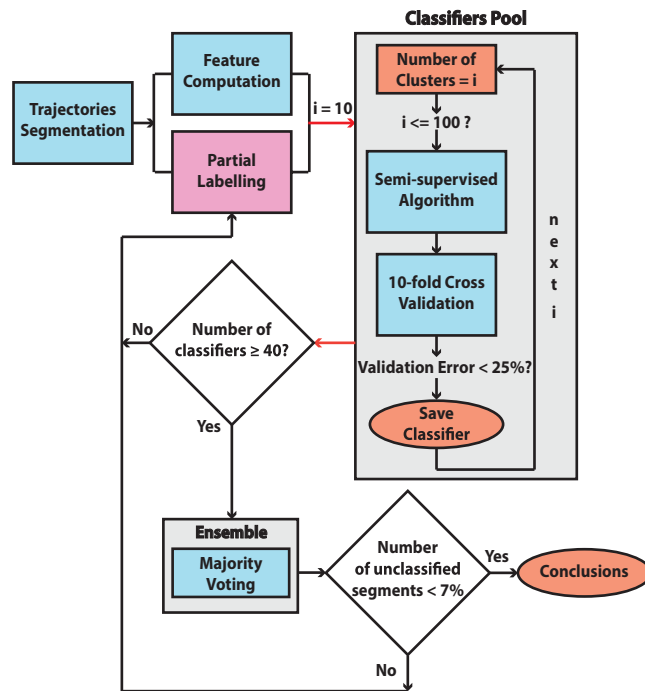 Classifiers Pool
Feature
Computation
Number of
Clusters = i
Trajectories
Segmentation
i = 10
i <= 100 ?
Partial
Labelling
Semi-supervised
Algorithm
next i
10-fold Cross
Validation
No
Number of
classifiers ≥ 40?
Validation Error < 25%?
Yes
Save
Classifier
Ensemble
Majority
Voting
Number
of unclassified
segments < 7%
Yes
Conclusions
No